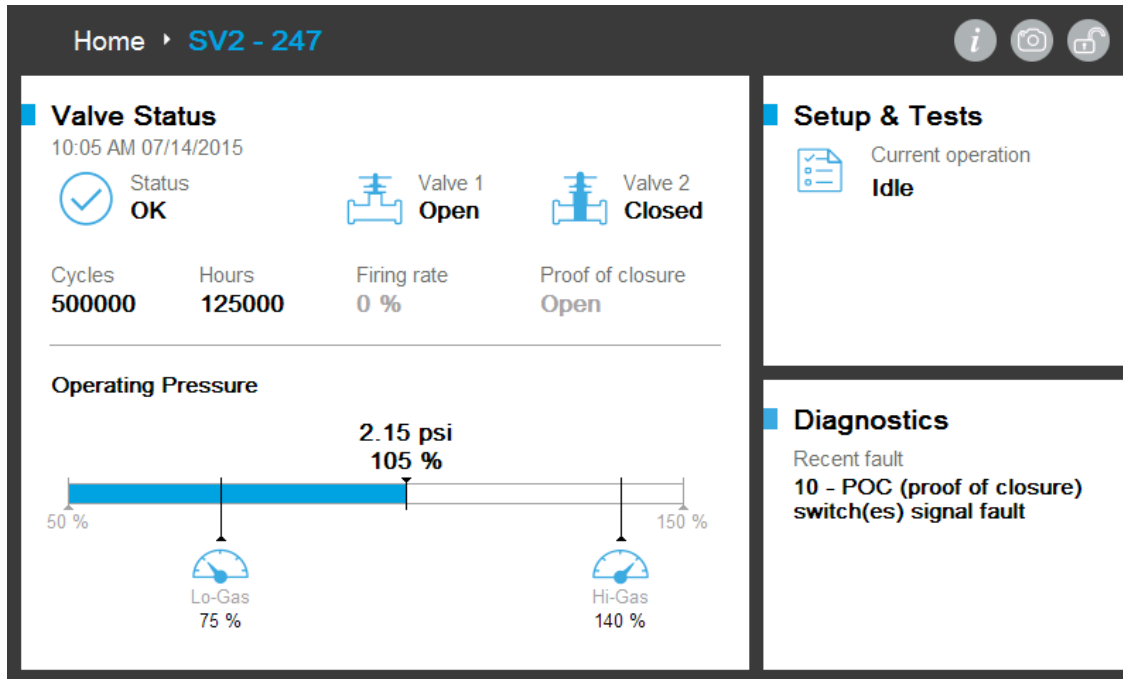 Home ‣ SV2 - 247
Valve Status
10:05 AM 07/14/2015
Status
OK
Valve 1
Open
Valve 2
Closed
Cycles
500000
Hours
125000
Firing rate
0 %
Proof of closure
Open
Operating Pressure
2.15 psi
105 %
50 %
150 %
Lo-Gas
75 %
Hi-Gas
140 %
Setup & Tests
Current operation
Idle
Diagnostics
Recent fault
10 - POC (proof of closure)
switch(es) signal fault